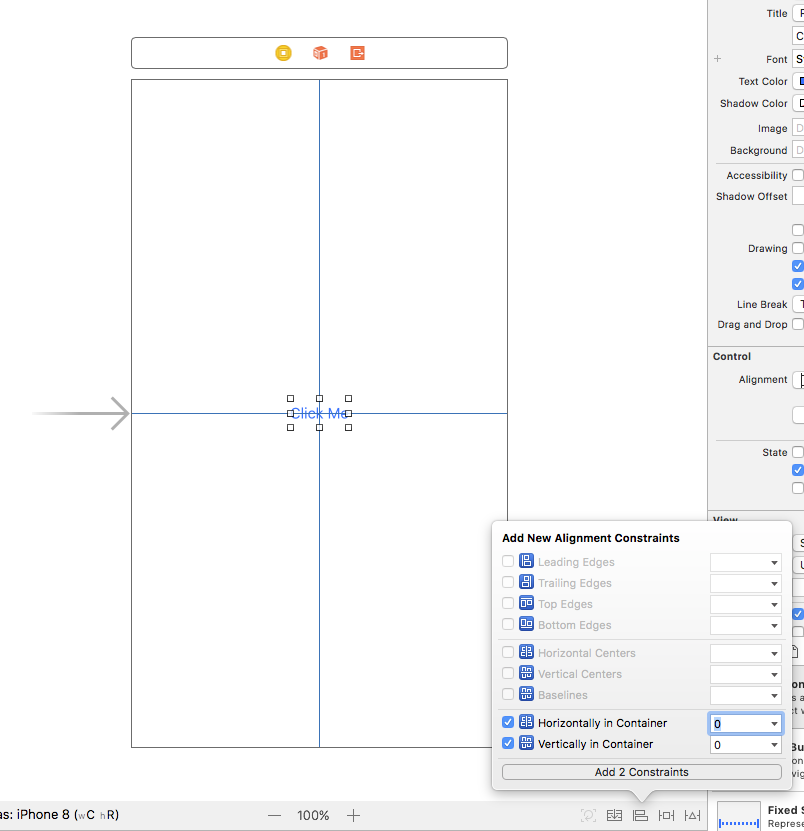 Title
Font
Text Color
Shadow Color
Image
Background
Accessibility
Shadow Offset
Drawing
Line Break
Drag and Drop
Control
Alignment
State
View
Click Me
Add New Alignment Constraints
Leading Edges
Trailing Edges
Top Edges
Bottom Edges
Horizontal Centers
Vertical Centers
Baselines
Horizontally in Container 0
Vertically in Container 0
Add 2 Constraints
as: iPhone 8 (wC hR)
100%
Fixed S
Represe